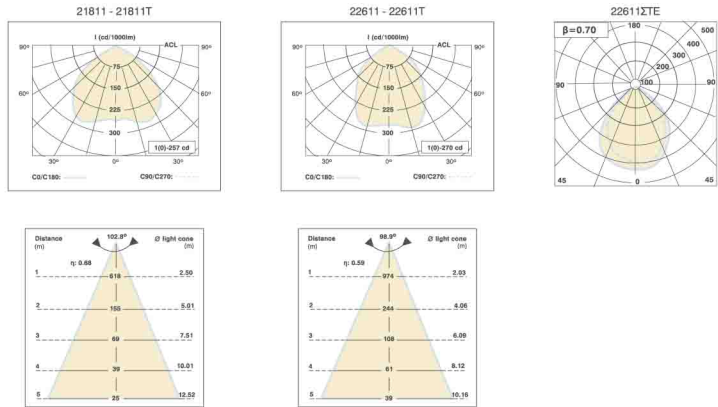 21811 - 21811T
I (cd/1000lm)
ACL
90°
90°
75
150
60°
60°
225
300
1(0)-257 cd
30°
0°
30°
C0/C180:
C90/C270:
22611 - 22611T
I (cd/1000lm)
ACL
90°
90°
75
150
60°
60°
225
300
1(0)-270 cd
30°
0°
30°
C0/C180:
C90/C270:
22611ΣTE
β=0.70
180
500
400
300
200
100
90
90
45
0
45
Distance
(m)
102.8°
Ø light cone
(m)
η: 0.66
1 618 2.50
2 155 5.01
3 69 7.51
4 39 10.01
5 25 12.52
Distance
(m)
98.9°
Ø light cone
(m)
η: 0.59
1 974 2.03
2 244 4.06
3 108 6.09
4 61 8.12
5 39 10.16